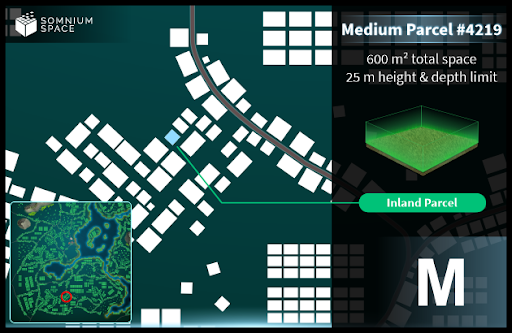 SOMNIUM
SPACE
Medium Parcel #4219
600 m² total space
25 m height & depth limit
Inland Parcel
M